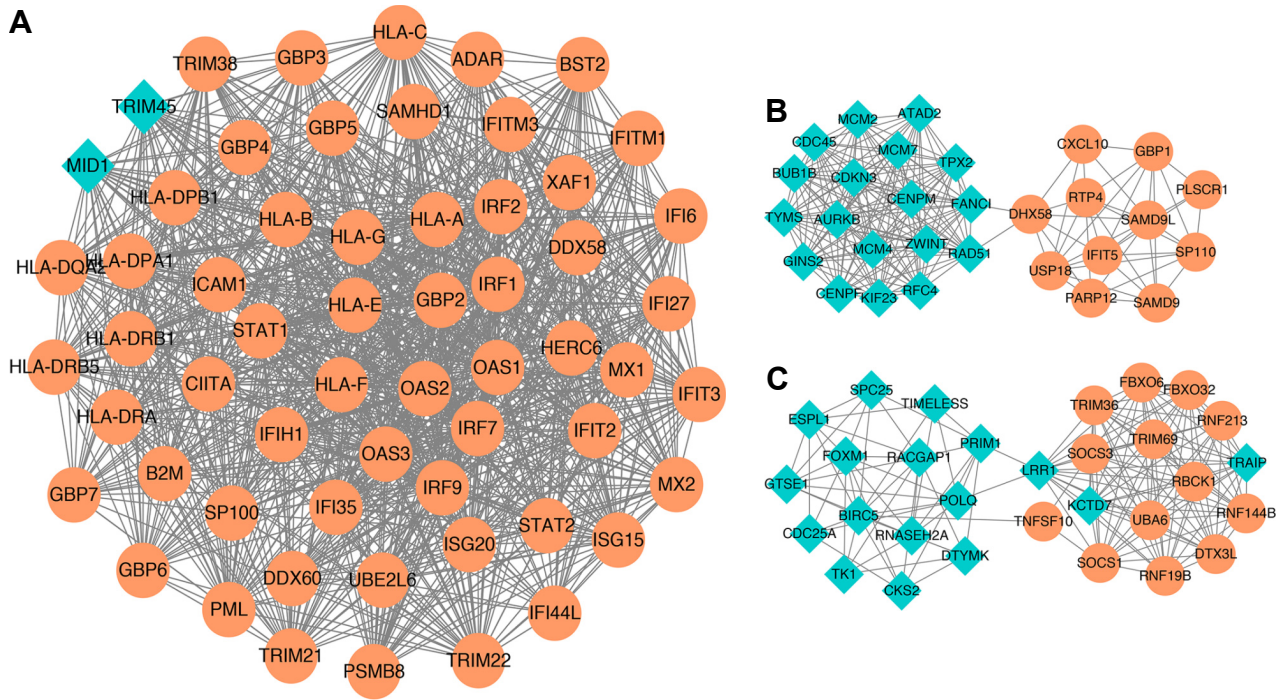 A
HLA-C
TRIM38
GBP3
ADAR
BST2
TRIM45
SAMHD1
GBP5
IFITM3
IFITM1
GBP4
MID1
XAF1
HLA-DPB1
HLA-B
HLA-A
IRF2
IFI6
HLA-G
DDX58
HLA-DQA2
HLA-DPA1
ICAM1
HLA-E
GBP2
IRF1
IFI27
STAT1
HLA-DRB1
HERC6
HLA-DRB5
CIITA
HLA-F
OAS2
OAS1
MX1
IFIT3
HLA-DRA
IFIH1
IRF7
IFIT2
OAS3
B2M
GBP7
IRF9
MX2
SP100
IFI35
STAT2
ISG20
ISG15
GBP6
DDX60
UBE2L6
PML
IFI44L
TRIM21
PSMB8
TRIM22
B
MCM2
ATAD2
CDC45
MCM7
TPX2
BUB1B
CDKN3
CENPM
FANCI
TYMS
AURKB
MCM4
ZWINT
RAD51
GINS2
CENPF
KIF23
RFC4
CXCL10
GBP1
PLSCR1
RTP4
DHX58
SAMD9L
IFIT5
SP110
USP18
PARP12
SAMD9
C
SPC25
TIMELESS
ESPL1
PRIM1
FOXM1
RACGAP1
GTSE1
POLQ
BIRC5
CDC25A
RNASEH2A
DTYMK
TK1
CKS2
FBXO6
FBXO32
TRIM36
RNF213
TRIM69
SOCS3
TRAIP
LRR1
RBCK1
KCTD7
TNFSF10
UBA6
RNF144B
DTX3L
SOCS1
RNF19B